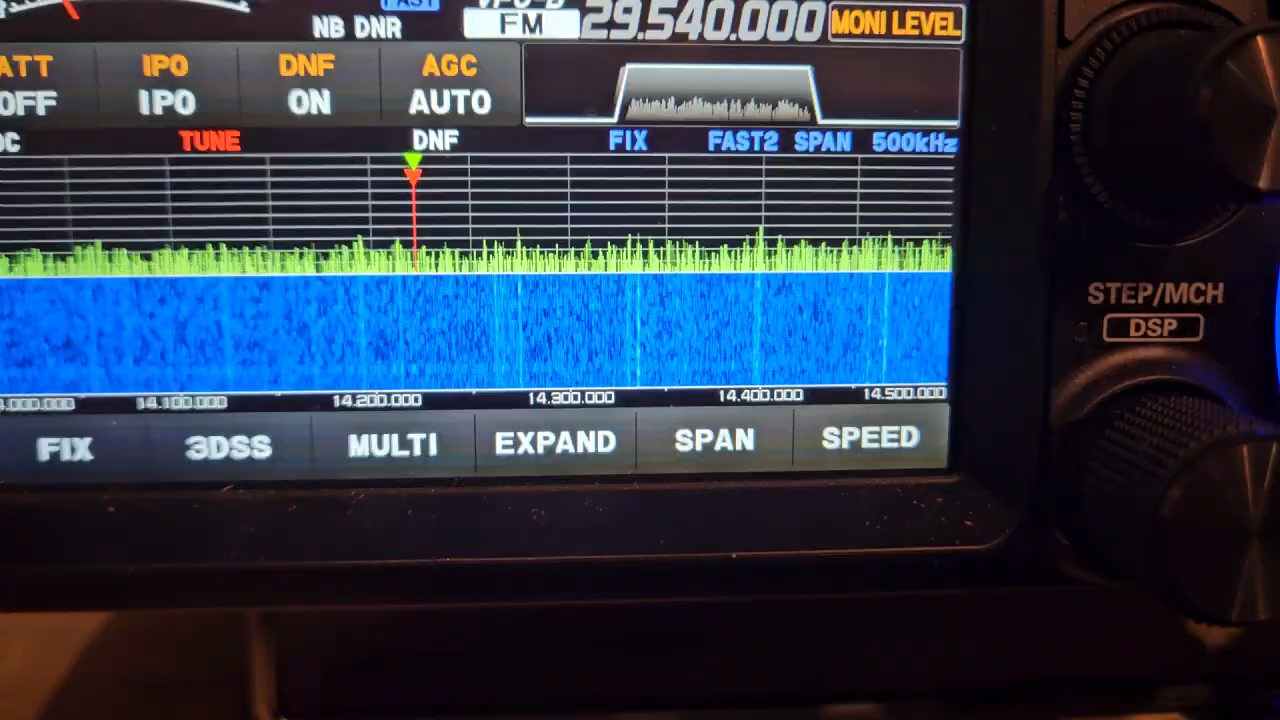 FAST VFO-B
NB DNR FM 29.540.000 MONI LEVEL
ATT IPO DNF AGC
OFF IPO ON AUTO
TUNE DNF FIX FAST2 SPAN 500kHz
14.100.000 14.200.000 14.300.000 14.400.000 14.500.000
FIX 3DSS MULTI EXPAND SPAN SPEED
STEP/MCH
DSP